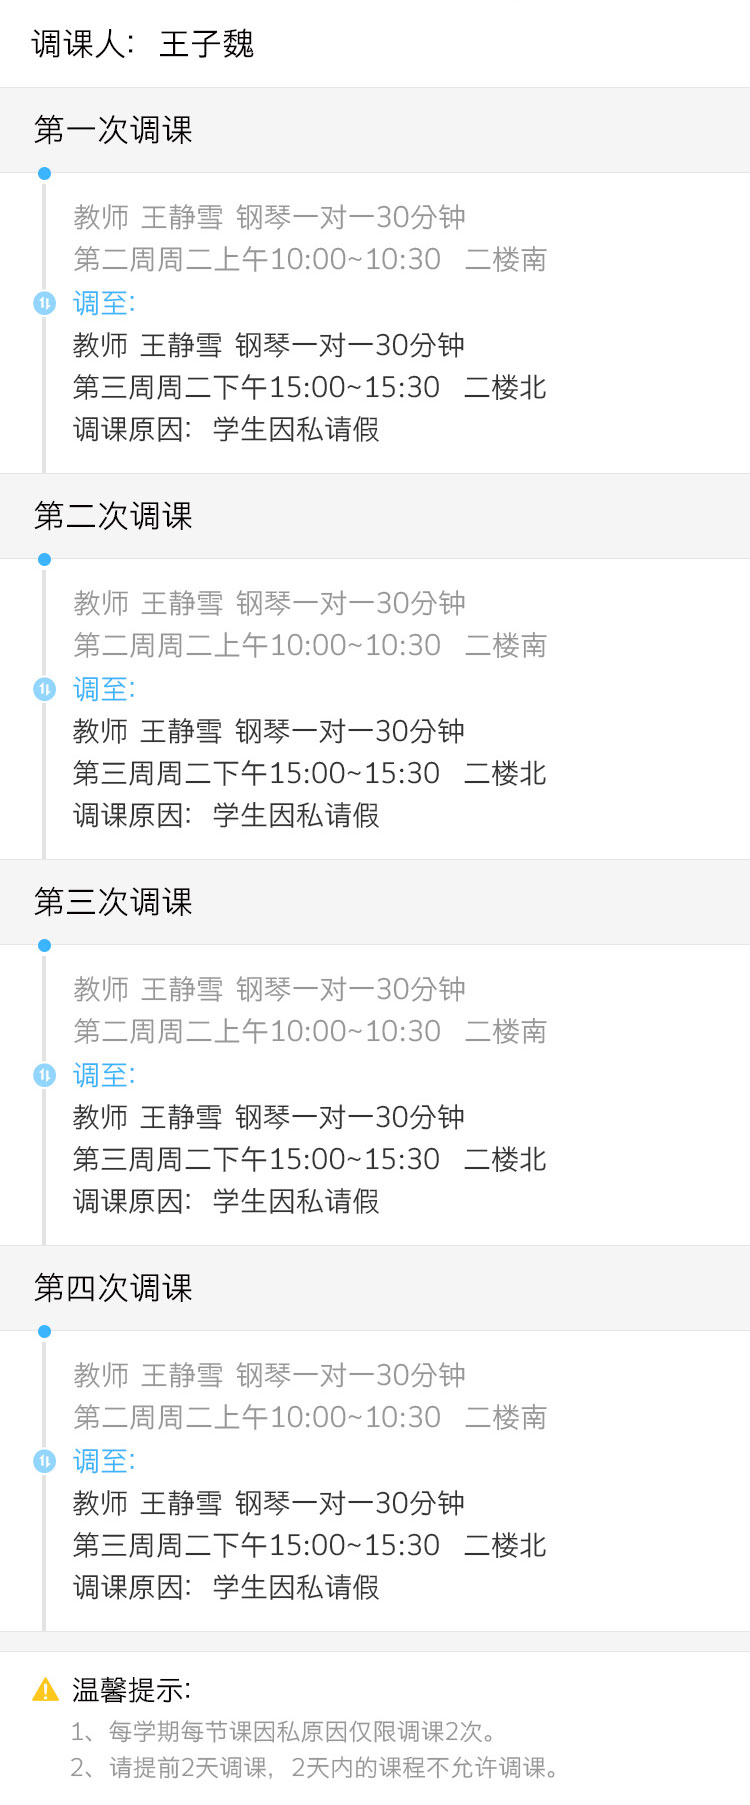 调课人： 王子魏
第一次调课
教师 王静雪 钢琴一对一30分钟
第二周周二上午10:00~10:30 二楼南
调至：
教师 王静雪 钢琴一对一30分钟
第三周周二下午15:00~15:30 二楼北
调课原因： 学生因私请假
第二次调课
教师 王静雪 钢琴一对一30分钟
第二周周二上午10:00~10:30 二楼南
调至：
教师 王静雪 钢琴一对一30分钟
第三周周二下午15:00~15:30 二楼北
调课原因： 学生因私请假
第三次调课
教师 王静雪 钢琴一对一30分钟
第二周周二上午10:00~10:30 二楼南
调至：
教师 王静雪 钢琴一对一30分钟
第三周周二下午15:00~15:30 二楼北
调课原因： 学生因私请假
第四次调课
教师 王静雪 钢琴一对一30分钟
第二周周二上午10:00~10:30 二楼南
调至：
教师 王静雪 钢琴一对一30分钟
第三周周二下午15:00~15:30 二楼北
调课原因： 学生因私请假
温馨提示：
1、每学期每节课因私原因仅限调课2次。
2、请提前2天调课，2天内的课程不允许调课。